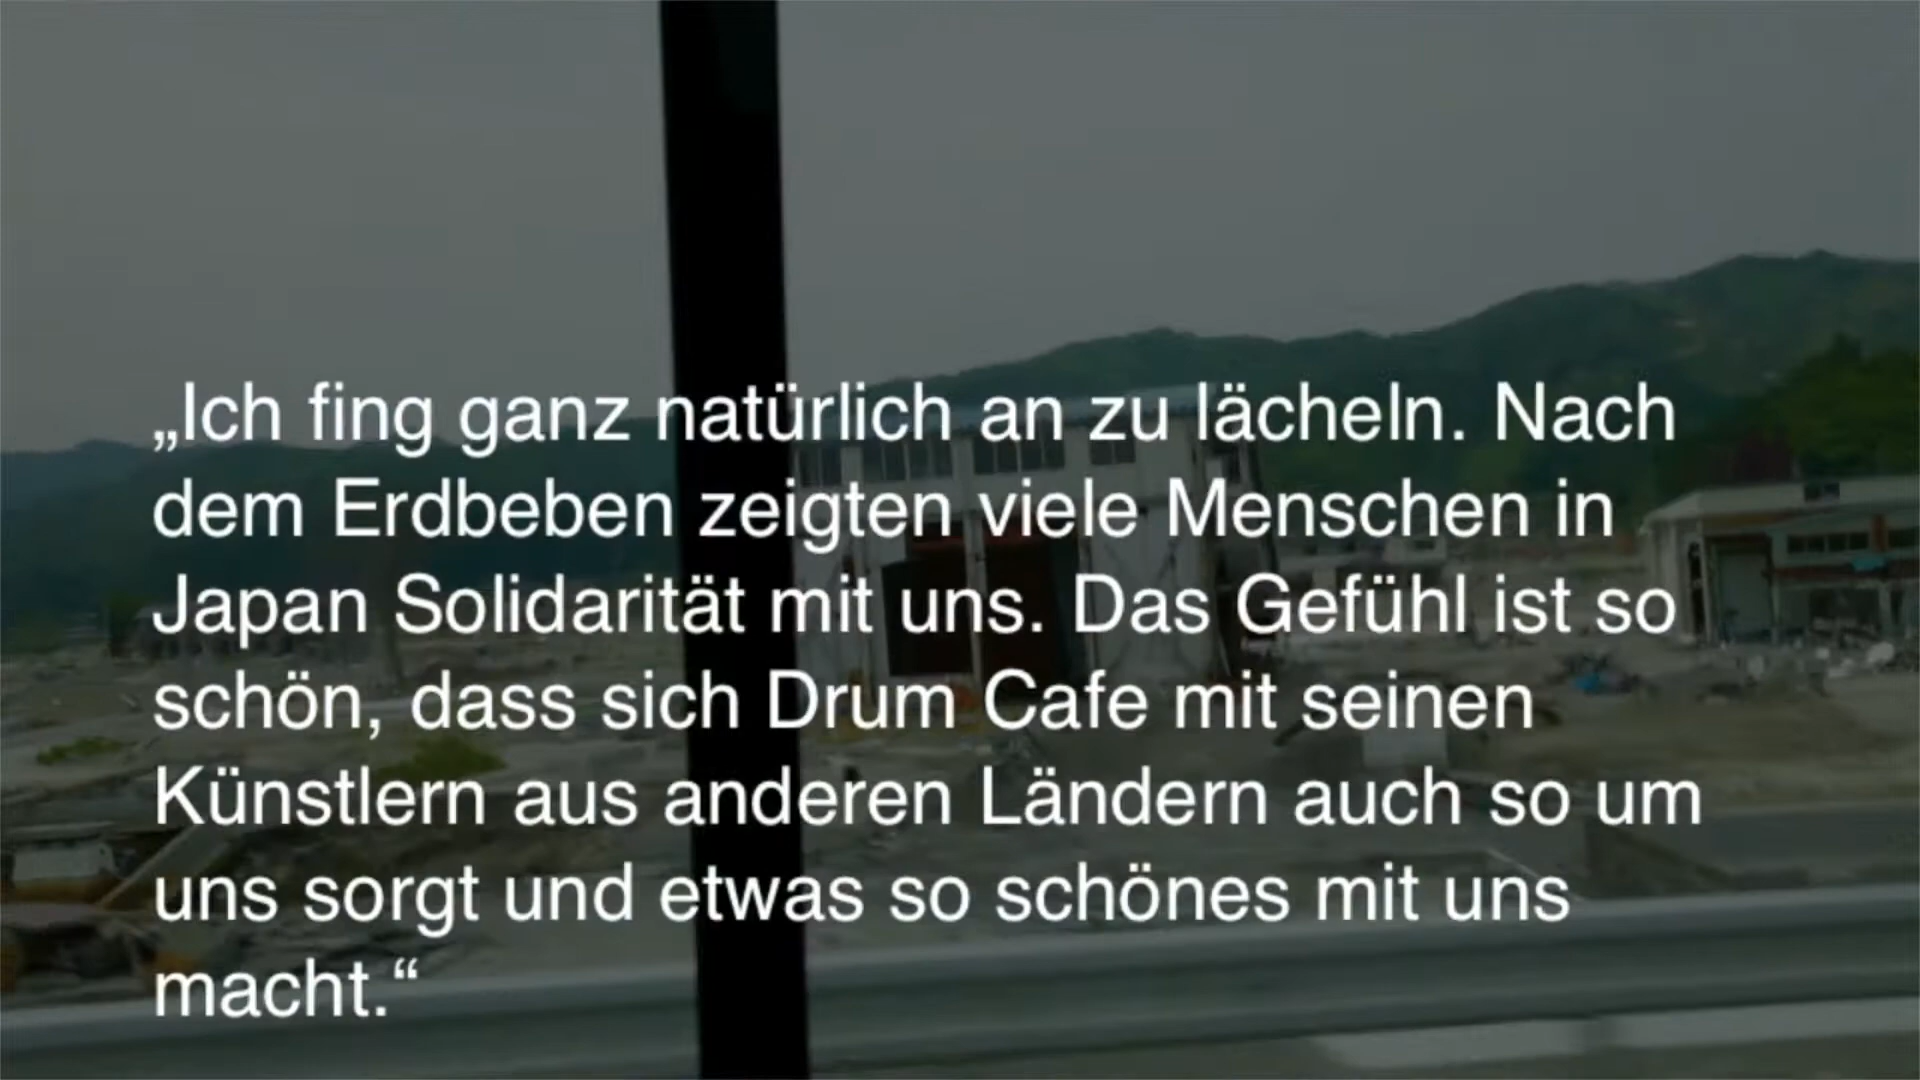 „Ich fing ganz natürlich an zu lächeln. Nach
dem Erdbeben zeigten viele Menschen in
Japan Solidarität mit uns. Das Gefühl ist so
schön, dass sich Drum Cafe mit seinen
Künstlern aus anderen Ländern auch so um
uns sorgt und etwas so schönes mit uns
macht.“